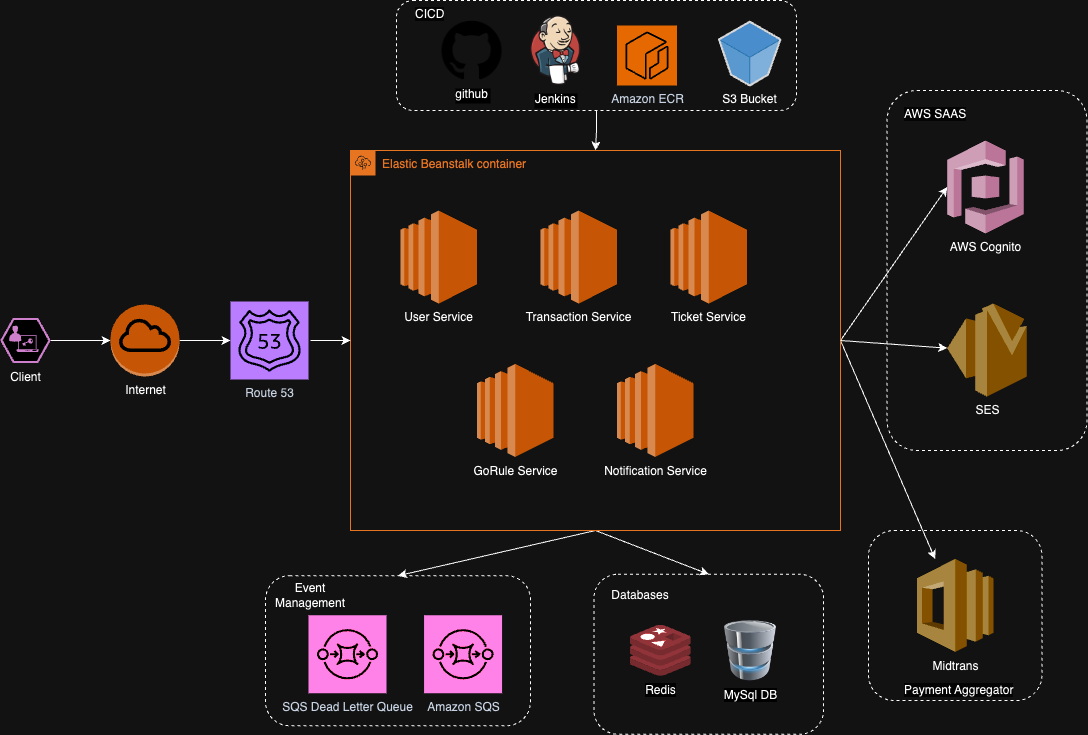 CICD
github
Jenkins
Amazon ECR
S3 Bucket
AWS SAAS
Elastic Beanstalk container
AWS Cognito
User Service
Transaction Service
Ticket Service
53
Client
Internet
Route 53
SES
GoRule Service
Notification Service
Event
Management
Databases
SQS Dead Letter Queue
Amazon SQS
Redis
MySql DB
Midtrans
Payment Aggregator